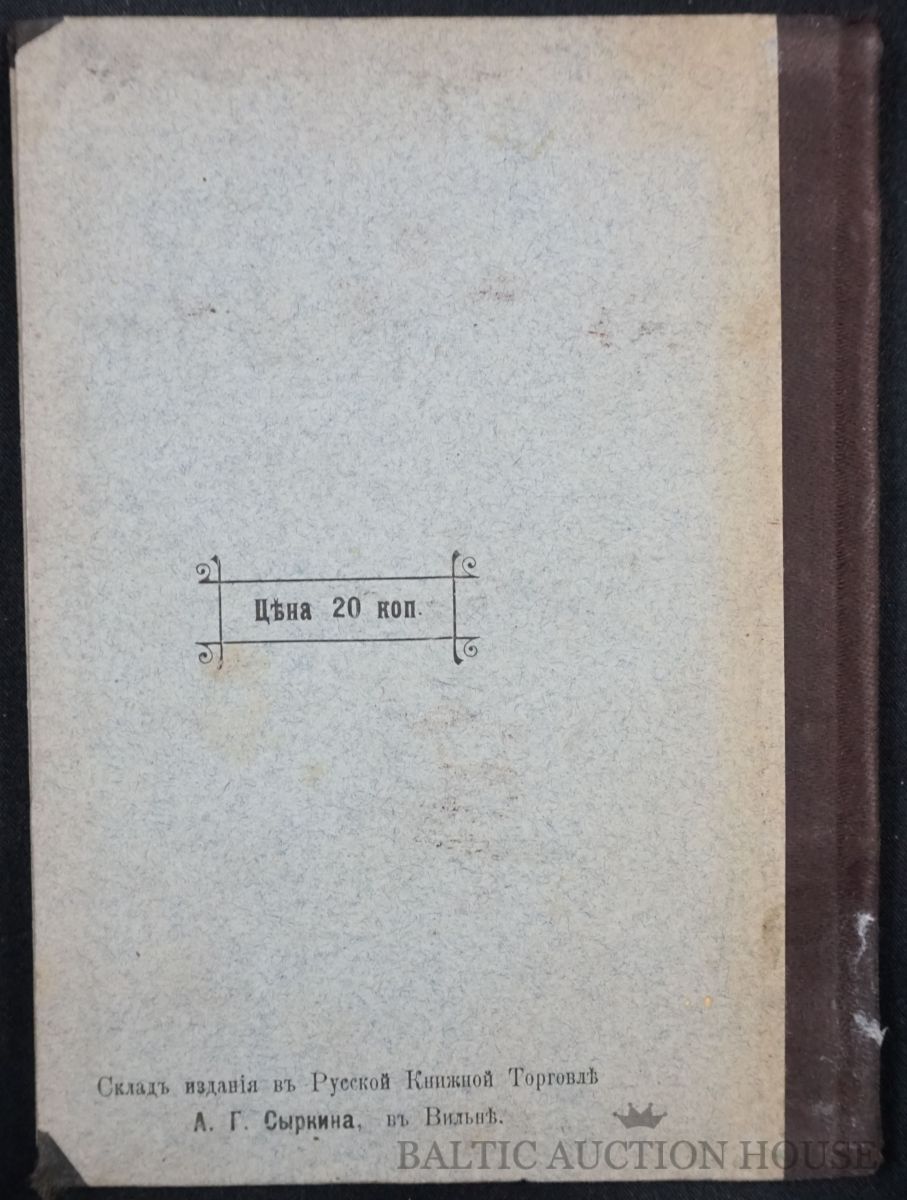 Цѣна 20 коп.
Складъ изданія въ Русской Книжной Торговлѣ
А. Г. Сыркина, въ Вильнѣ.
BALTIC AUCTION HOUSE